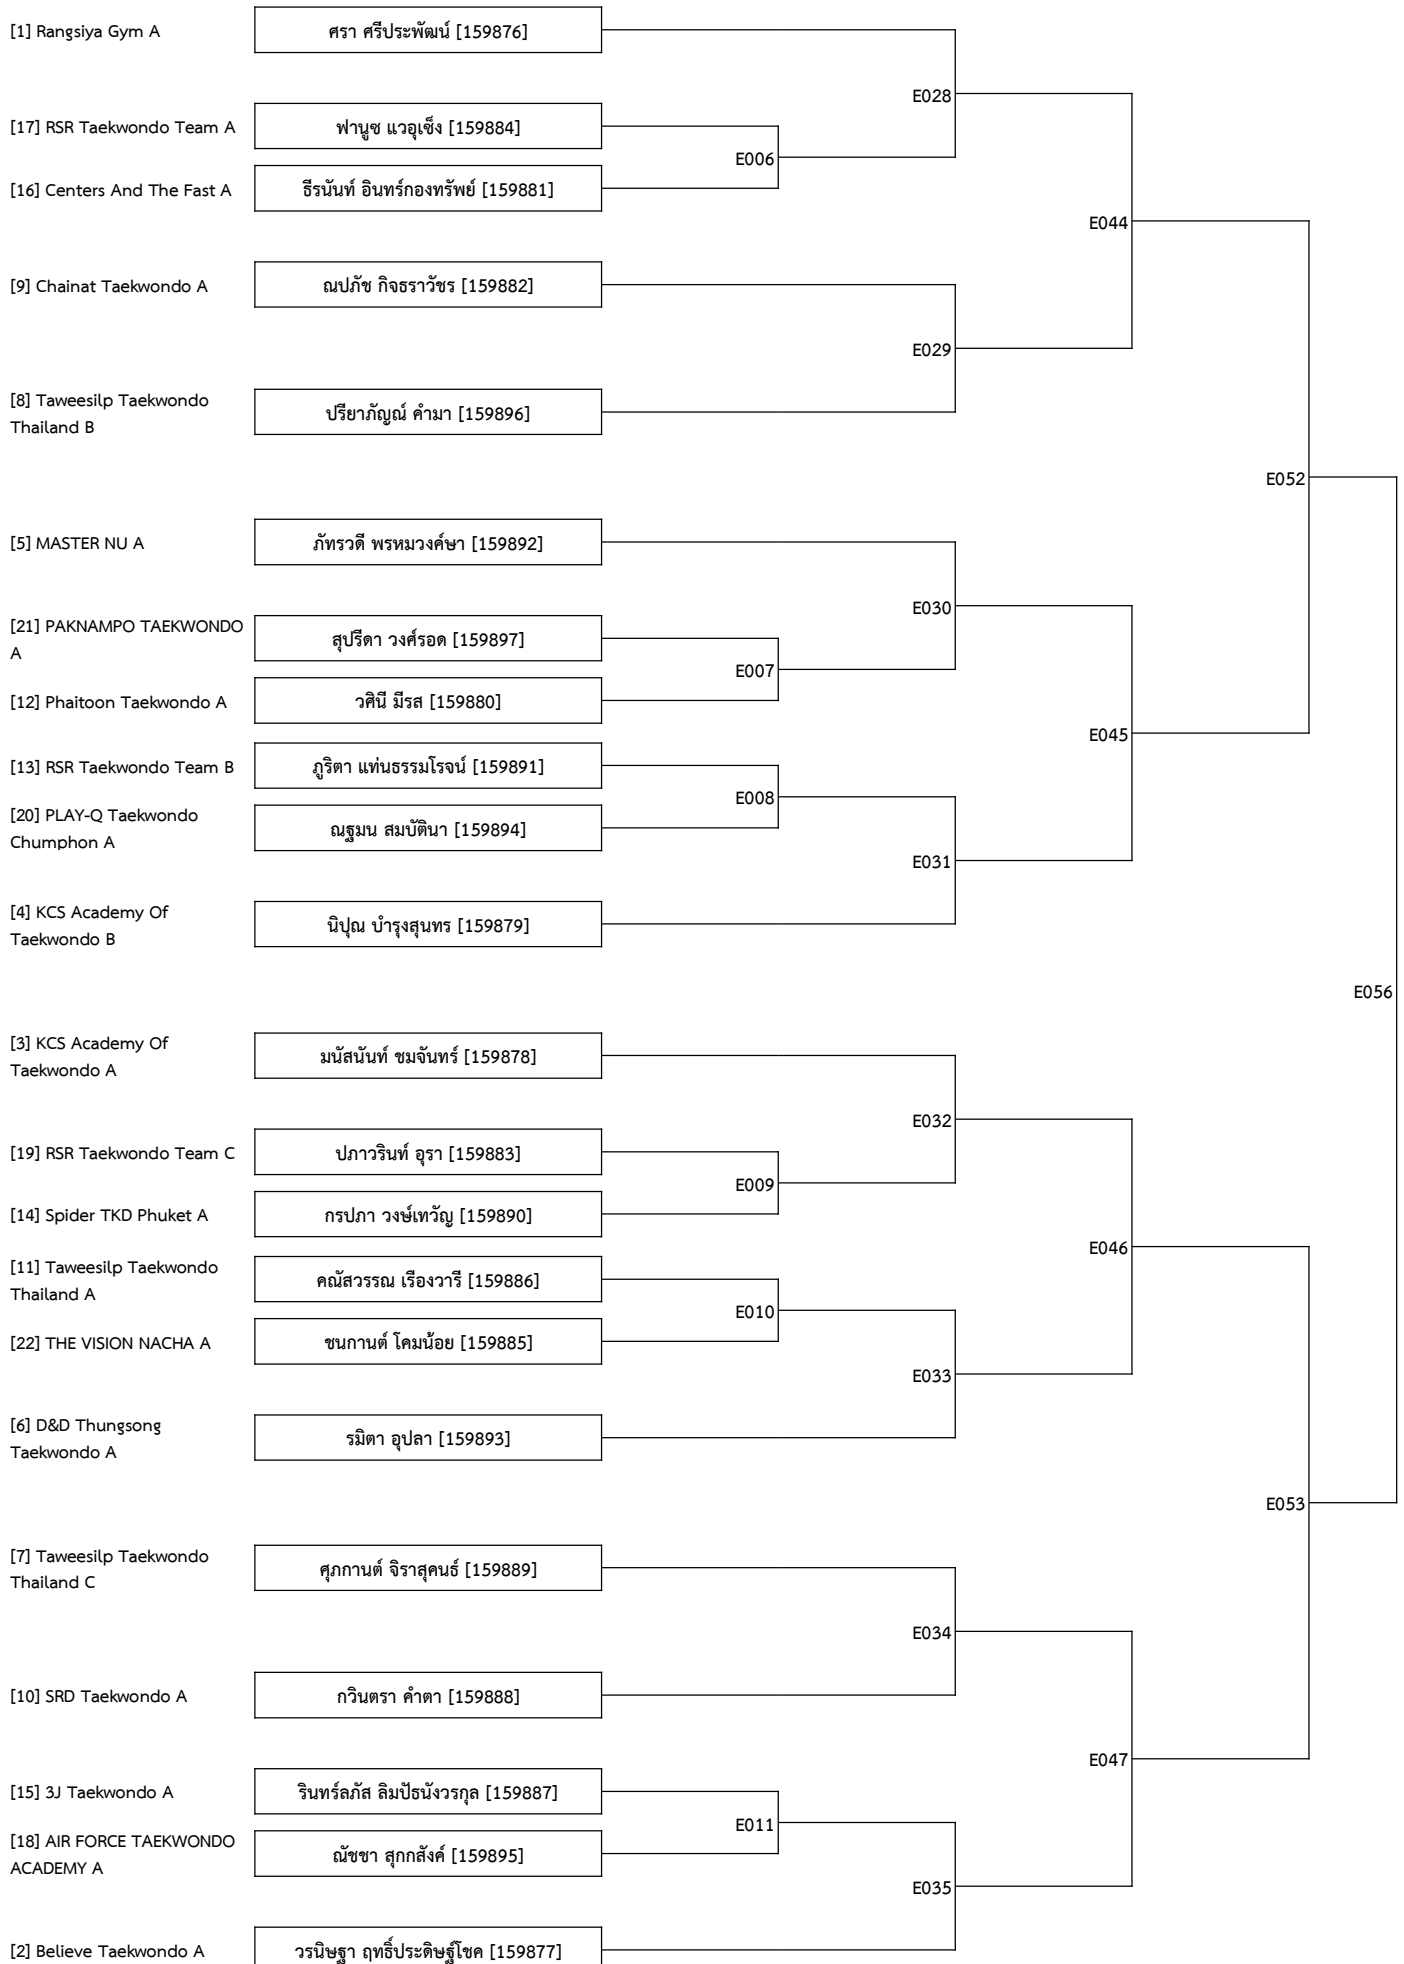 [1] Rangsiya Gym A
ศรา ศรีประพัฒน์ [159876]
E028
[17] RSR Taekwondo Team A
ฟานูซ แวอุเซ็ง [159884]
E006
[16] Centers And The Fast A
ธีรนันท์ อินทร์กองทรัพย์ [159881]
E044
[9] Chainat Taekwondo A
ณปภัช กิจธราวัชร [159882]
E029
[8] Taweesilp Taekwondo
Thailand B
ปรียาภัญณ์ คำมา [159896]
E052
[5] MASTER NU A
ภัทรวดี พรหมวงค์ษา [159892]
E030
[21] PAKNAMPO TAEKWONDO
A
สุปรีดา วงศ์รอด [159897]
E007
[12] Phaitoon Taekwondo A
วศินี มีรส [159880]
E045
[13] RSR Taekwondo Team B
ภูริตา แท่นธรรมโรจน์ [159891]
E008
[20] PLAY-Q Taekwondo
Chumphon A
ณฐมน สมบัตินา [159894]
E031
[4] KCS Academy Of
Taekwondo B
นิปุณ บำรุงสุนทร [159879]
E056
[3] KCS Academy Of
Taekwondo A
มนัสนันท์ ชมจันทร์ [159878]
E032
[19] RSR Taekwondo Team C
ปภาวรินท์ อุรา [159883]
E009
[14] Spider TKD Phuket A
กรปภา วงษ์เทวัญ [159890]
E046
[11] Taweesilp Taekwondo
Thailand A
คณัสวรรณ เรืองวารี [159886]
E010
[22] THE VISION NACHA A
ชนกานต์ โคมน้อย [159885]
E033
[6] D&D Thungsong
Taekwondo A
รมิตา อุปลา [159893]
E053
[7] Taweesilp Taekwondo
Thailand C
ศุภกานต์ จิราสุคนธ์ [159889]
E034
[10] SRD Taekwondo A
กวินตรา คำตา [159888]
E047
[15] 3J Taekwondo A
รินทร์ลภัส ลิมปัธนังวรกุล [159887]
E011
[18] AIR FORCE TAEKWONDO
ACADEMY A
ณัชชา สุกกสังค์ [159895]
E035
[2] Believe Taekwondo A
วรนิษฐา ฤทธิ์ประดิษฐ์โชค [159877]